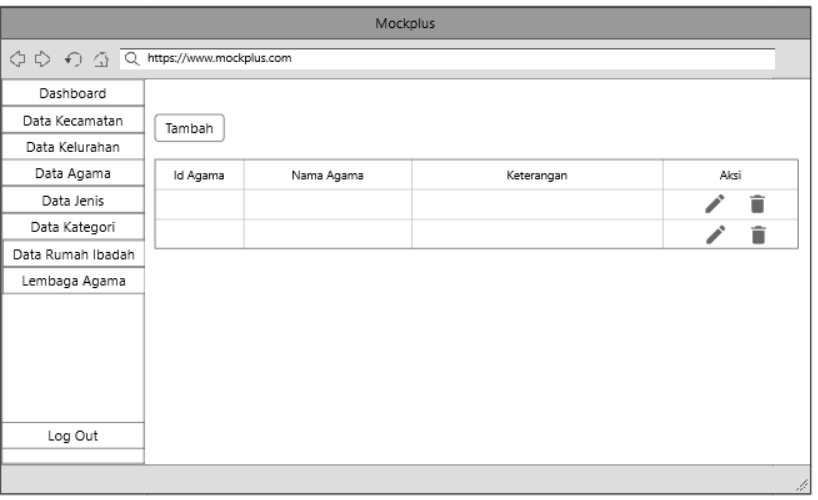 Mockplus
https://www.mockplus.com
Dashboard
Data Kecamatan
Data Kelurahan
Data Agama
Data Jenis
Data Kategori
Data Rumah Ibadah
Lembaga Agama
Log Out
Tambah
Id Agama Nama Agama Keterangan Aksi